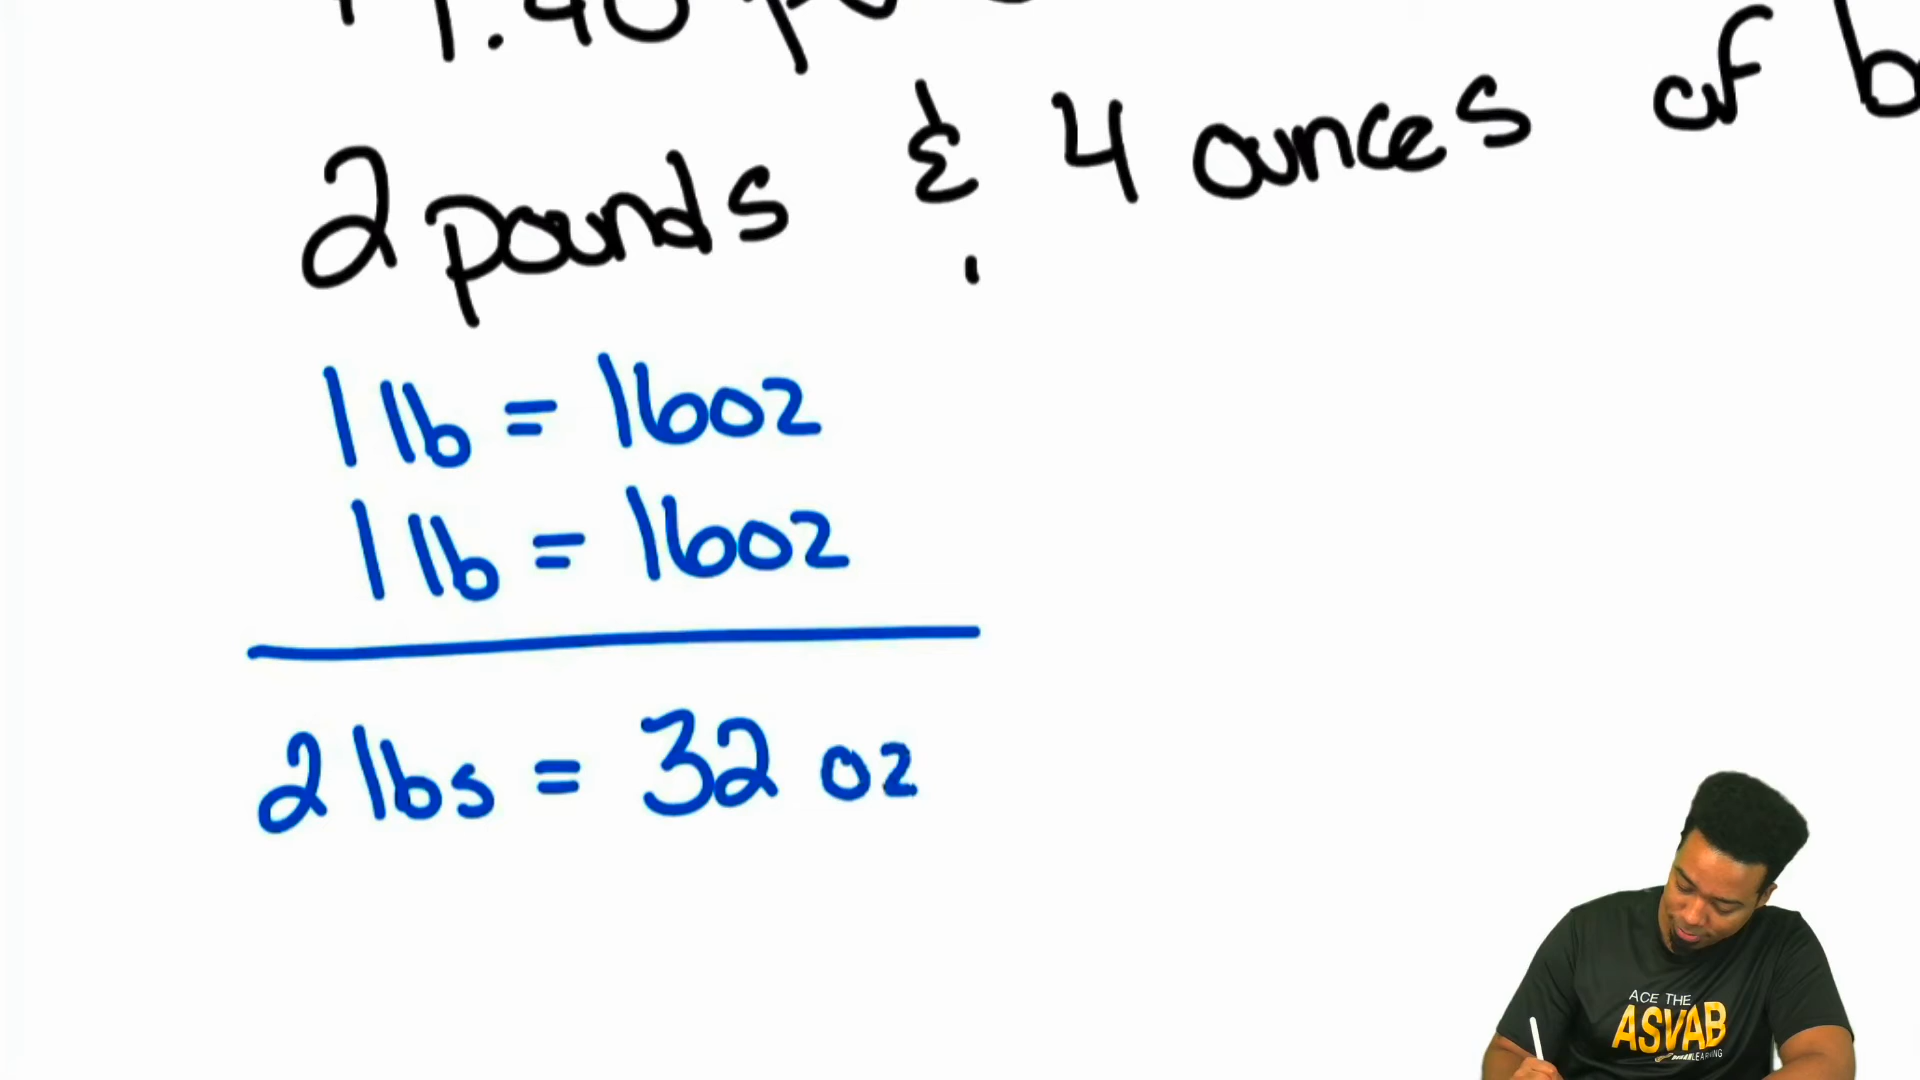 2 pounds & 4 ounces of
1 lb = 16oz
1 lb = 16oz
2 lbs = 32 oz
ACE THE
ASVAB